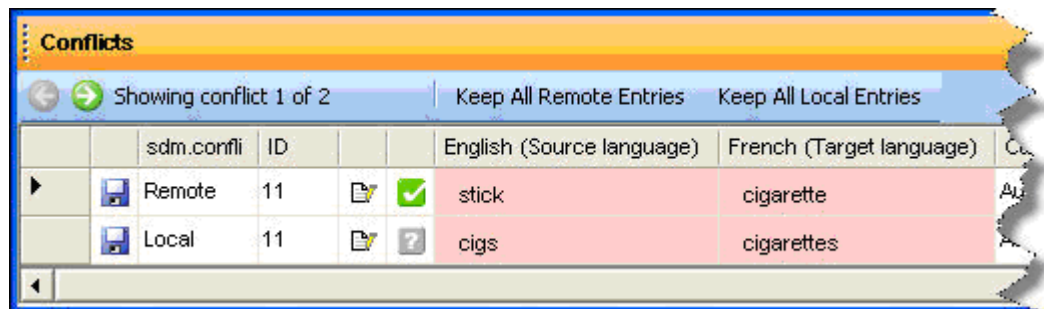 Conflicts
Showing conflict 1 of 2 Keep All Remote Entries Keep All Local Entries
sdm.confli ID English (Source language) French (Target language)
Remote 11 stick cigarette
Local 11 cigs cigarettes